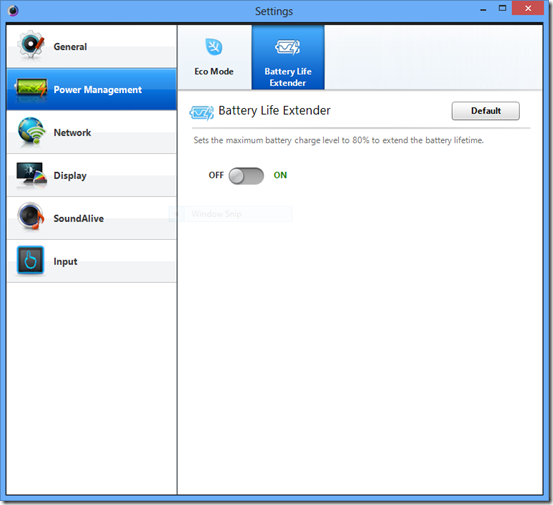 Settings
General
Power Management
Network
Display
SoundAlive
Input
Eco Mode
Battery Life
Extender
Battery Life Extender
Default
Sets the maximum battery charge level to 80% to extend the battery lifetime.
OFF ON
Window Snip